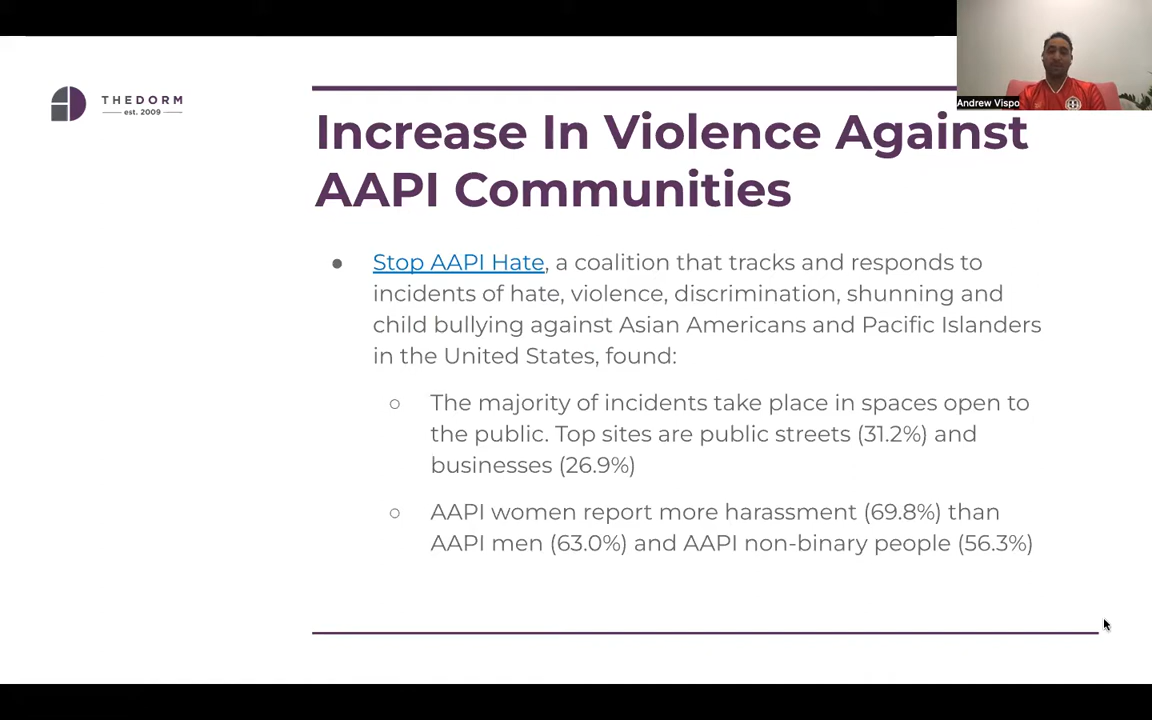 THEDORM
est. 2009
Andrew Vispo
Increase In Violence Against
AAPI Communities
● Stop AAPI Hate, a coalition that tracks and responds to
incidents of hate, violence, discrimination, shunning and
child bullying against Asian Americans and Pacific Islanders
in the United States, found:
○ The majority of incidents take place in spaces open to
the public. Top sites are public streets (31.2%) and
businesses (26.9%)
○ AAPI women report more harassment (69.8%) than
AAPI men (63.0%) and AAPI non-binary people (56.3%)